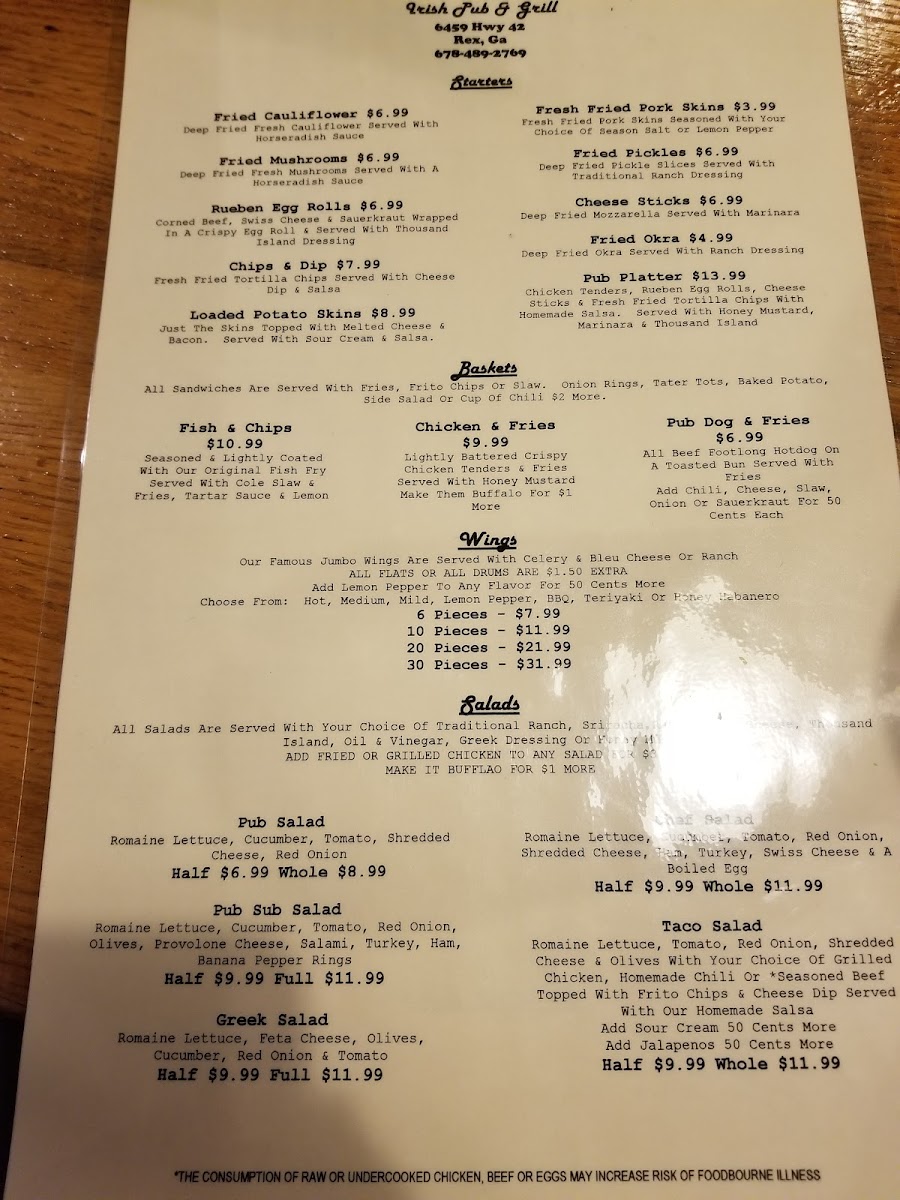 Irish Pub & Grill
6459 Hwy 42
Rex, Ga
678-489-2769
Starters
Fried Cauliflower $6.99
Deep Fried Fresh Cauliflower Served With
Horseradish Sauce
Fried Mushrooms $6.99
Deep Fried Fresh Mushrooms Served With A
Horseradish Sauce
Rueben Egg Rolls $6.99
Corned Beef, Swiss Cheese & Sauerkraut Wrapped
In A Crispy Egg Roll & Served With Thousand
Island Dressing
Chips & Dip $7.99
Fresh Fried Tortilla Chips Served With Cheese
Dip & Salsa
Loaded Potato Skins $8.99
Just The Skins Topped With Melted Cheese &
Bacon. Served With Sour Cream & Salsa.
Fresh Fried Pork Skins $3.99
Fresh Fried Pork Skins Seasoned With Your
Choice Of Season Salt or Lemon Pepper
Fried Pickles $6.99
Deep Fried Pickle Slices Served With
Traditional Ranch Dressing
Cheese Sticks $6.99
Deep Fried Mozzarella Served With Marinara
Fried Okra $4.99
Deep Fried Okra Served With Ranch Dressing
Pub Platter $13.99
Chicken Tenders, Rueben Egg Rolls, Cheese
Sticks & Fresh Fried Tortilla Chips With
Homemade Salsa. Served With Honey Mustard,
Marinara & Thousand Island
Baskets
All Sandwiches Are Served With Fries, Frito Chips Or Slaw. Onion Rings, Tater Tots, Baked Potato,
Side Salad Or Cup Of Chili $2 More.
Fish & Chips
$10.99
Seasoned & Lightly Coated
With Our Original Fish Fry
Served With Cole Slaw &
Fries, Tartar Sauce & Lemon
Chicken & Fries
$9.99
Lightly Battered Crispy
Chicken Tenders & Fries
Served With Honey Mustard
Make Them Buffalo For $1
More
Pub Dog & Fries
$6.99
All Beef Footlong Hotdog On
A Toasted Bun Served With
Fries
Add Chili, Cheese, Slaw,
Onion Or Sauerkraut For 50
Cents Each
Wings
Our Famous Jumbo Wings Are Served With Celery & Bleu Cheese Or Ranch
ALL FLATS OR ALL DRUMS ARE $1.50 EXTRA
Add Lemon Pepper To Any Flavor For 50 Cents More
Choose From: Hot, Medium, Mild, Lemon Pepper, BBQ, Teriyaki Or Honey Habanero
6 Pieces - $7.99
10 Pieces - $11.99
20 Pieces - $21.99
30 Pieces - $31.99
Salads
All Salads Are Served With Your Choice Of Traditional Ranch, Thousand
Island, Oil & Vinegar, Greek Dressing Or Honey
ADD FRIED OR GRILLED CHICKEN TO ANY SALAD FOR
MAKE IT BUFFLAO FOR $1 MORE
Pub Salad
Romaine Lettuce, Cucumber, Tomato, Shredded
Cheese, Red Onion
Half $6.99 Whole $8.99
Pub Sub Salad
Romaine Lettuce, Cucumber, Tomato, Red Onion,
Olives, Provolone Cheese, Salami, Turkey, Ham,
Banana Pepper Rings
Half $9.99 Full $11.99
Greek Salad
Romaine Lettuce, Feta Cheese, Olives,
Cucumber, Red Onion & Tomato
Half $9.99 Full $11.99
Chef Salad
Romaine Lettuce, Cucumber, Tomato, Red Onion,
Shredded Cheese, Ham, Turkey, Swiss Cheese & A
Boiled Egg
Half $9.99 Whole $11.99
Taco Salad
Romaine Lettuce, Tomato, Red Onion, Shredded
Cheese & Olives With Your Choice Of Grilled
Chicken, Homemade Chili Or *Seasoned Beef
Topped With Frito Chips & Cheese Dip Served
With Our Homemade Salsa
Add Sour Cream 50 Cents More
Add Jalapenos 50 Cents More
Half $9.99 Whole $11.99
*THE CONSUMPTION OF RAW OR UNDERCOOKED CHICKEN, BEEF OR EGGS MAY INCREASE RISK OF FOODBOURNE ILLNESS